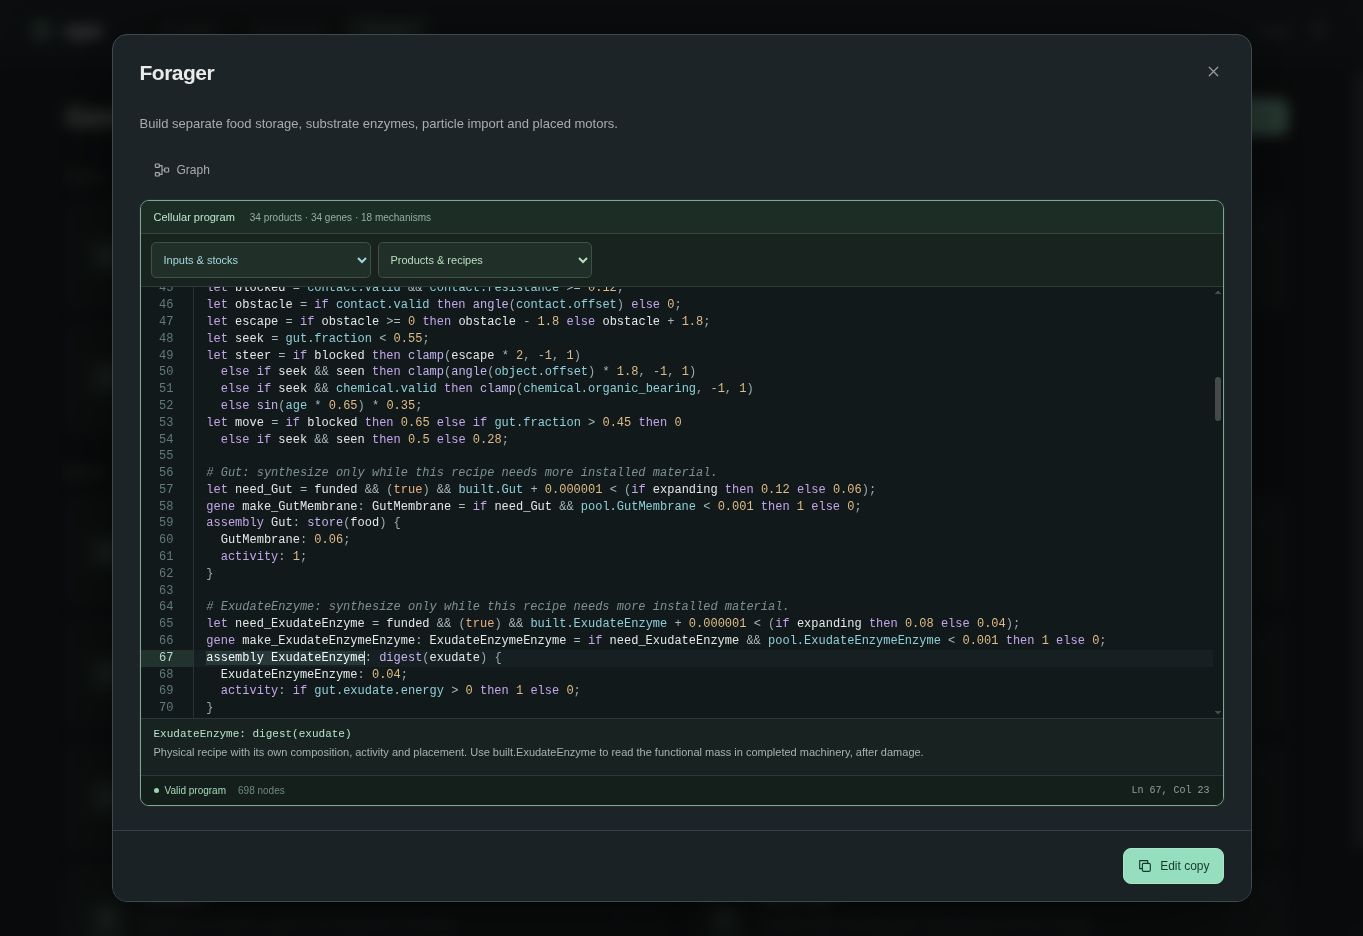 Forager
Build separate food storage, substrate enzymes, particle import and placed motors.
Graph
Cellular program 34 products · 34 genes · 18 mechanisms
Inputs & stocks Products & recipes
45 let blocked = contact.valid && contact.resistance >= 0.12;
46 let obstacle = if contact.valid then angle(contact.offset) else 0;
47 let escape = if obstacle >= 0 then obstacle - 1.8 else obstacle + 1.8;
48 let seek = gut.fraction < 0.55;
49 let steer = if blocked then clamp(escape * 2, -1, 1)
50   else if seek && seen then clamp(angle(object.offset) * 1.8, -1, 1)
51   else if seek && chemical.valid then clamp(chemical.organic_bearing, -1, 1)
52   else sin(age * 0.65) * 0.35;
53 let move = if blocked then 0.65 else if gut.fraction > 0.45 then 0
54   else if seek && seen then 0.5 else 0.28;
55
56 # Gut: synthesize only while this recipe needs more installed material.
57 let need_Gut = funded && (true) && built.Gut + 0.000001 < (if expanding then 0.12 else 0.06);
58 gene make_GutMembrane: GutMembrane = if need_Gut && pool.GutMembrane < 0.001 then 1 else 0;
59 assembly Gut: store(food) {
60   GutMembrane: 0.06;
61   activity: 1;
62 }
63
64 # ExudateEnzyme: synthesize only while this recipe needs more installed material.
65 let need_ExudateEnzyme = funded && (true) && built.ExudateEnzyme + 0.000001 < (if expanding then 0.08 else 0.04);
66 gene make_ExudateEnzymeEnzyme: ExudateEnzymeEnzyme = if need_ExudateEnzyme && pool.ExudateEnzymeEnzyme < 0.001 then 1 else 0;
67 assembly ExudateEnzyme: digest(exudate) {
68   ExudateEnzymeEnzyme: 0.04;
69   activity: if gut.exudate.energy > 0 then 1 else 0;
70 }
ExudateEnzyme: digest(exudate)
Physical recipe with its own composition, activity and placement. Use built.ExudateEnzyme to read the functional mass in completed machinery, after damage.
Valid program 698 nodes Ln 67, Col 23
Edit copy